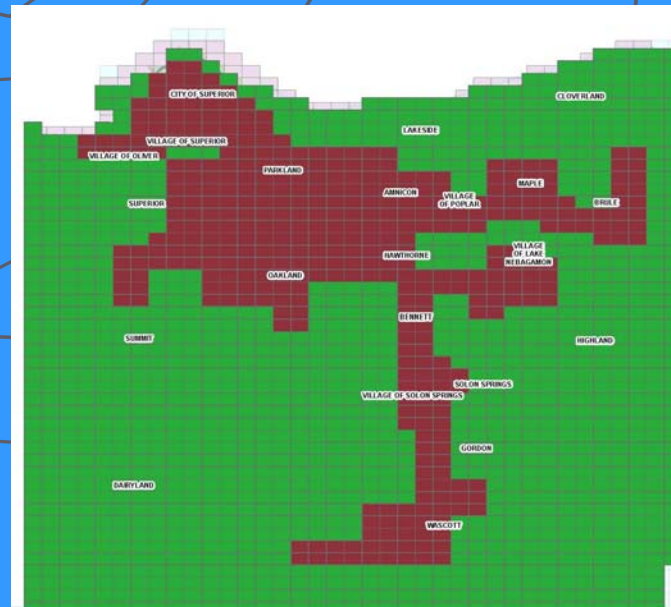 CITY OF SUPERIOR
CLOVERLAND
LAKESIDE
VILLAGE OF SUPERIOR
VILLAGE OF OLIVER
PARKLAND
MAPLE
AMNICON
VILLAGE
OF POPLAR
BRULE
SUPERIOR
VILLAGE
OF LAKE
NEBAGAMON
HAWTHORNE
OAKLAND
BENNETT
SUMMIT
HIGHLAND
SOLON SPRINGS
VILLAGE OF SOLON SPRINGS
GORDON
DAIRYLAND
WASCOTT